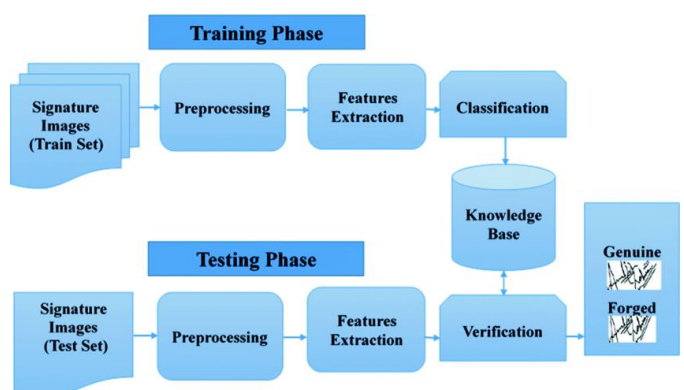 Training Phase
Signature
Images
(Train Set)
Preprocessing
Features
Extraction
Classification
Knowledge
Base
Testing Phase
Signature
Images
(Test Set)
Preprocessing
Features
Extraction
Verification
Genuine
Forged